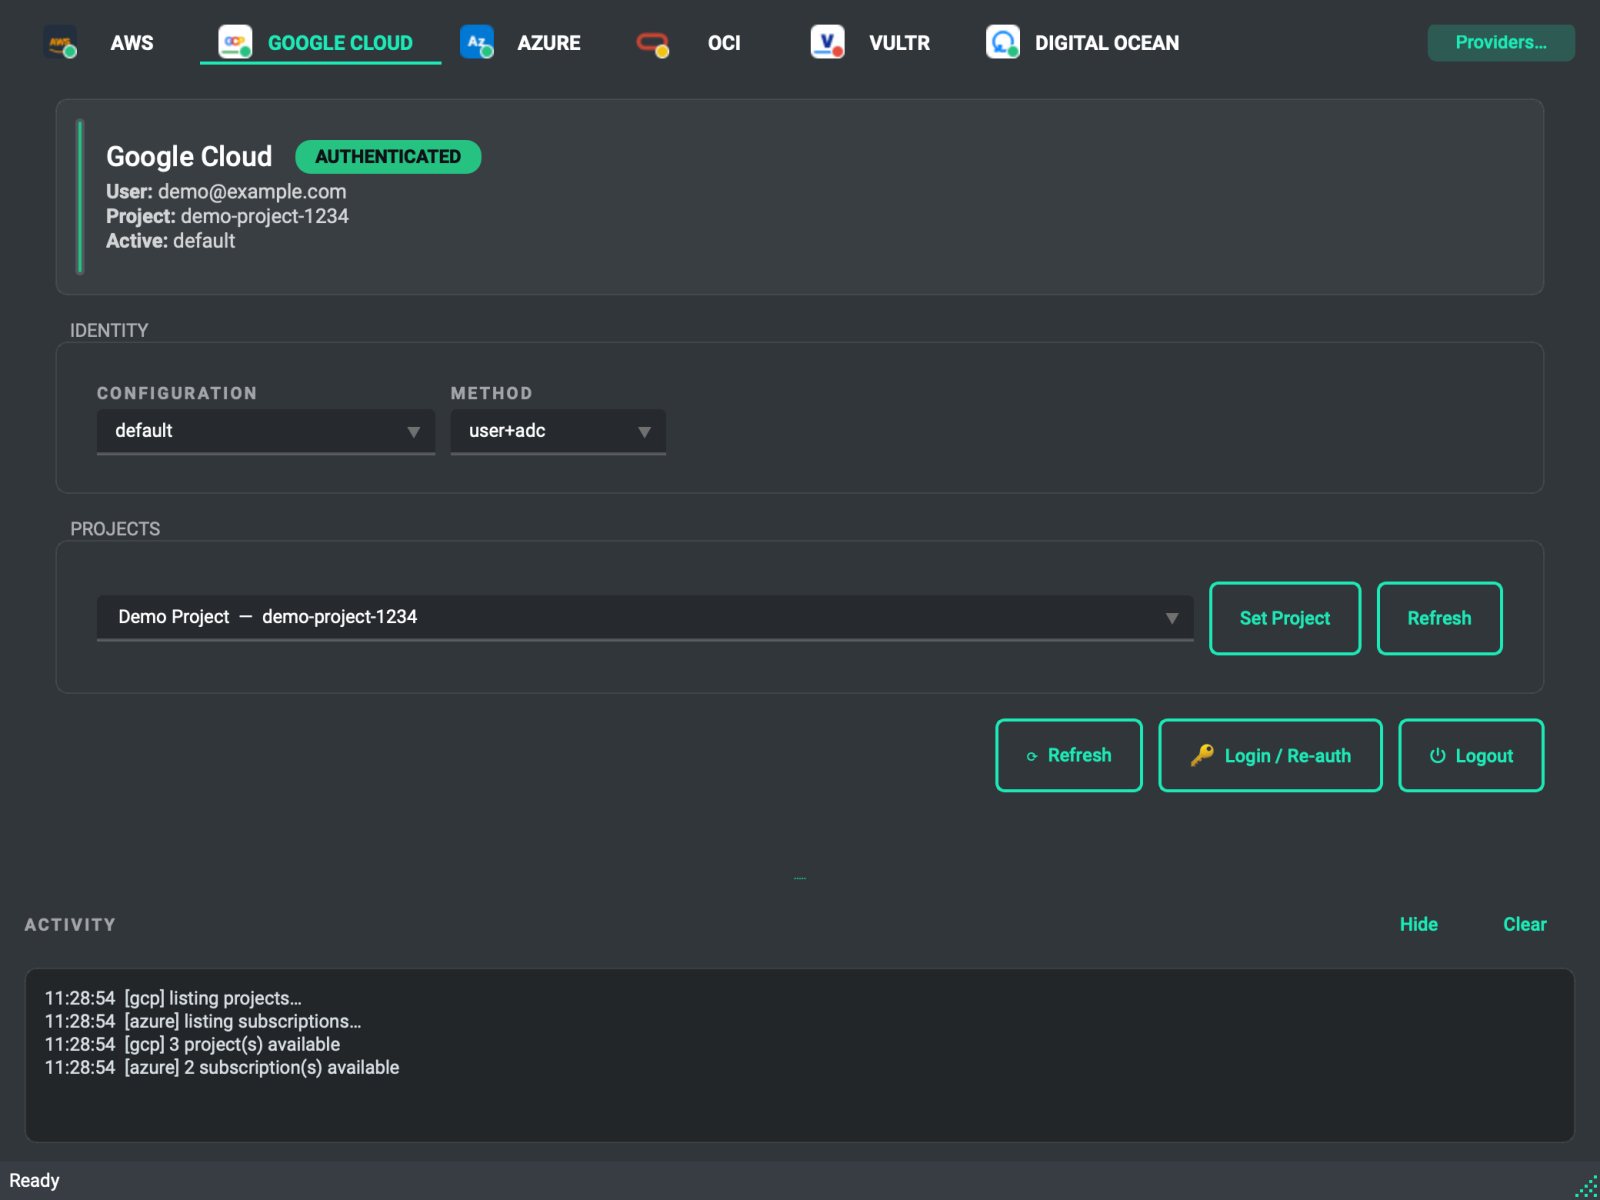 AWS GOOGLE CLOUD AZURE OCI VULTR DIGITAL OCEAN Providers...
Google Cloud AUTHENTICATED
User: demo@example.com
Project: demo-project-1234
Active: default
IDENTITY
CONFIGURATION METHOD
default user+adc
PROJECTS
Demo Project — demo-project-1234 Set Project Refresh
Refresh Login / Re-auth Logout
ACTIVITY Hide Clear
11:28:54 [gcp] listing projects...
11:28:54 [azure] listing subscriptions...
11:28:54 [gcp] 3 project(s) available
11:28:54 [azure] 2 subscription(s) available
Ready